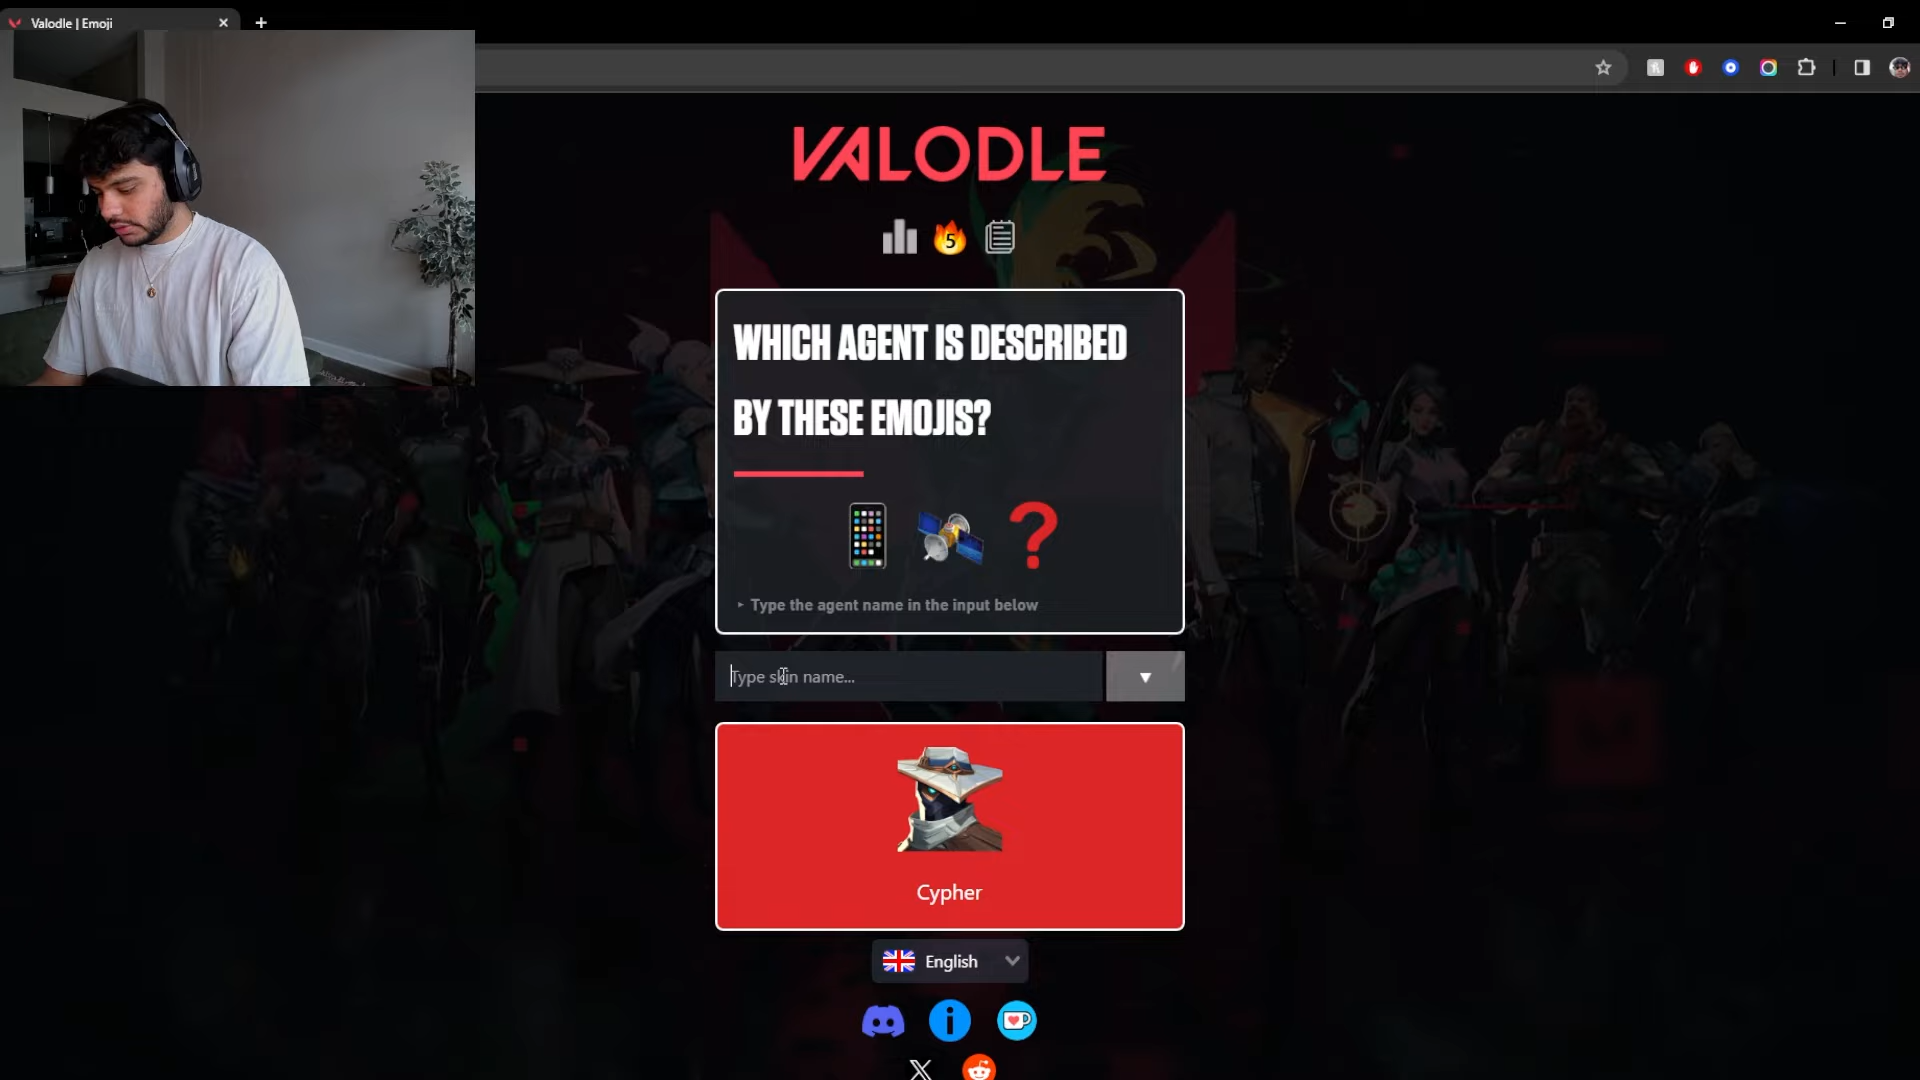 Valodle | Emoji
VALODLE
5
WHICH AGENT IS DESCRIBED
BY THESE EMOJIS?
Type the agent name in the input below
Type skin name...
Cypher
English